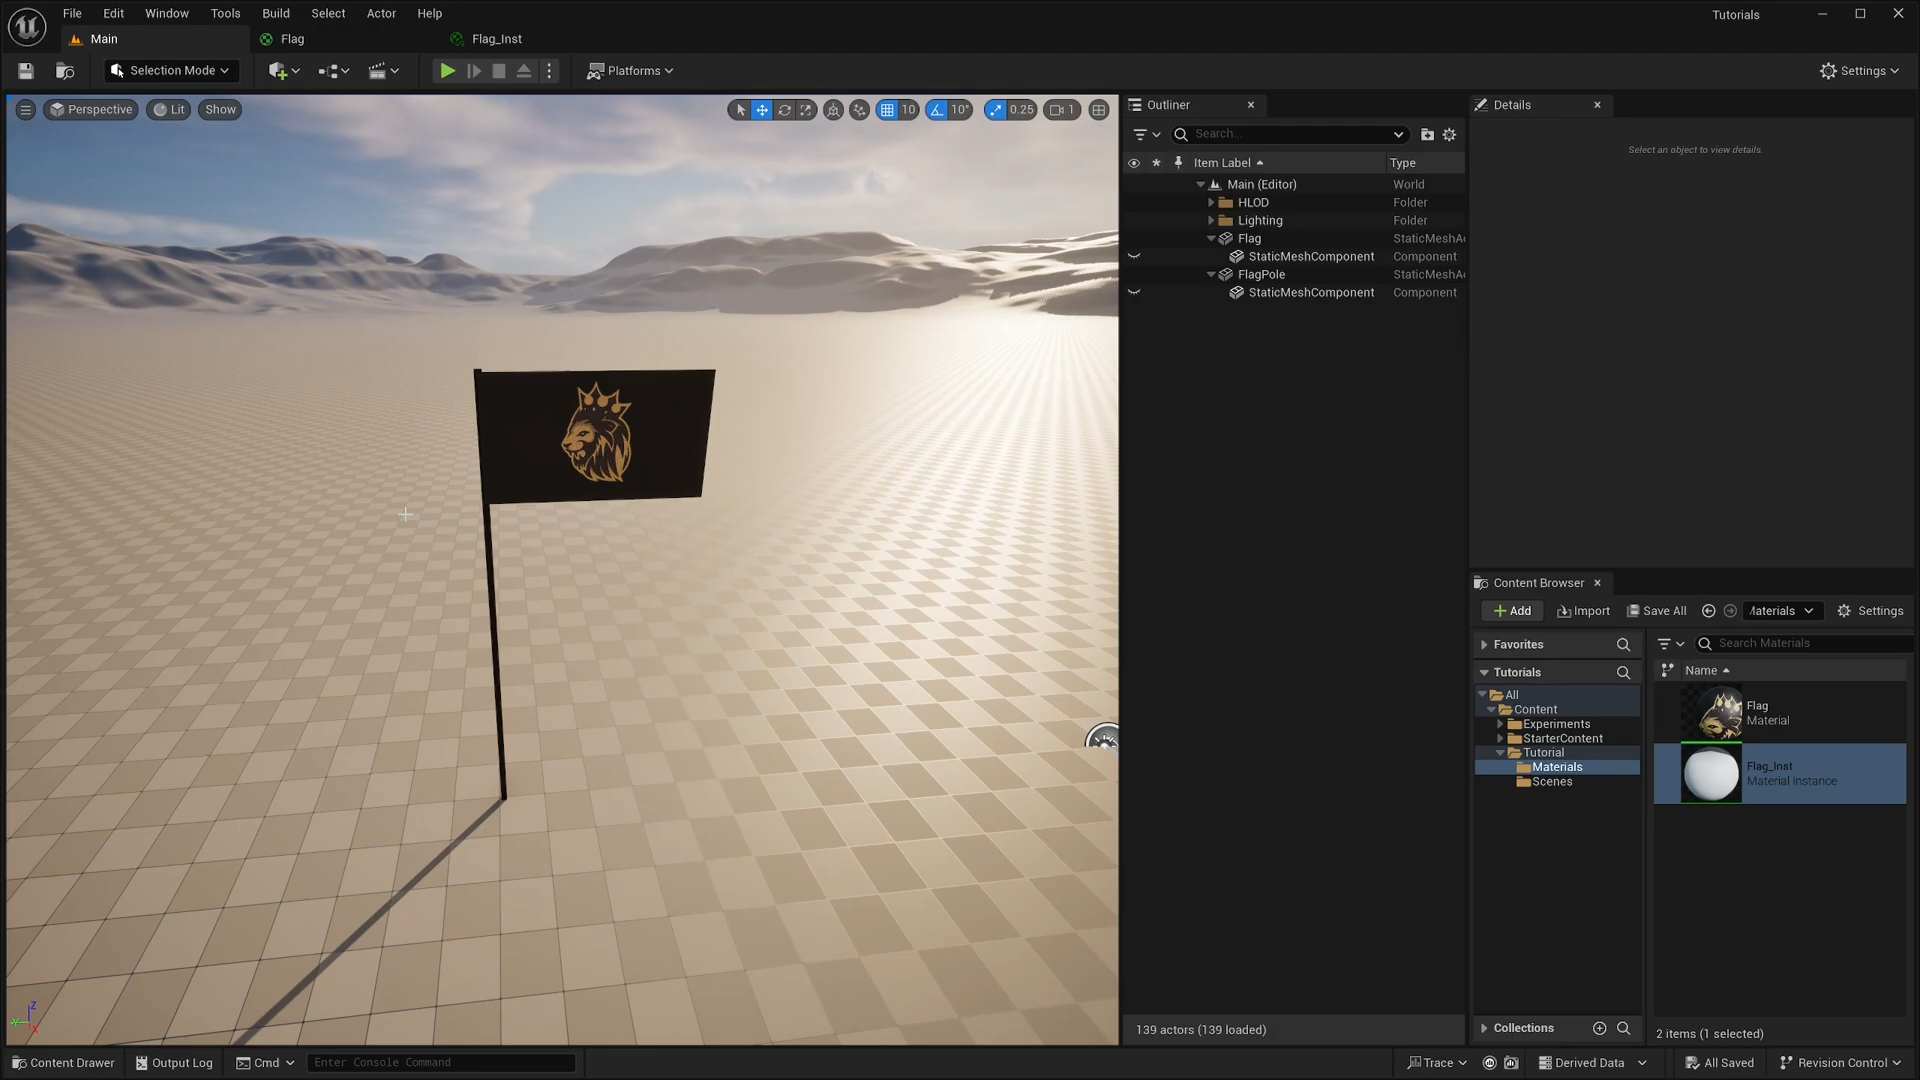 File Edit Window Tools Build Select Actor Help
Tutorials
Main
Flag
Flag_Inst
Selection Mode
Platforms
Settings
Perspective
Lit
Show
10
10°
0.25
1
Outliner
Search...
Item Label
Type
Main (Editor) World
HLOD Folder
Lighting Folder
Flag StaticMeshA
StaticMeshComponent Component
FlagPole StaticMeshA
StaticMeshComponent Component
139 actors (139 loaded)
Details
Select an object to view details.
Content Browser
Add
Import
Save All
Materials
Settings
Favorites
Tutorials
All
Content
Experiments
StarterContent
Tutorial
Materials
Scenes
Collections
Search Materials
Name
Flag
Material
Flag_Inst
Material Instance
2 items (1 selected)
Z
Y
X
Content Drawer
Output Log
Cmd
Enter Console Command
Trace
Derived Data
All Saved
Revision Control